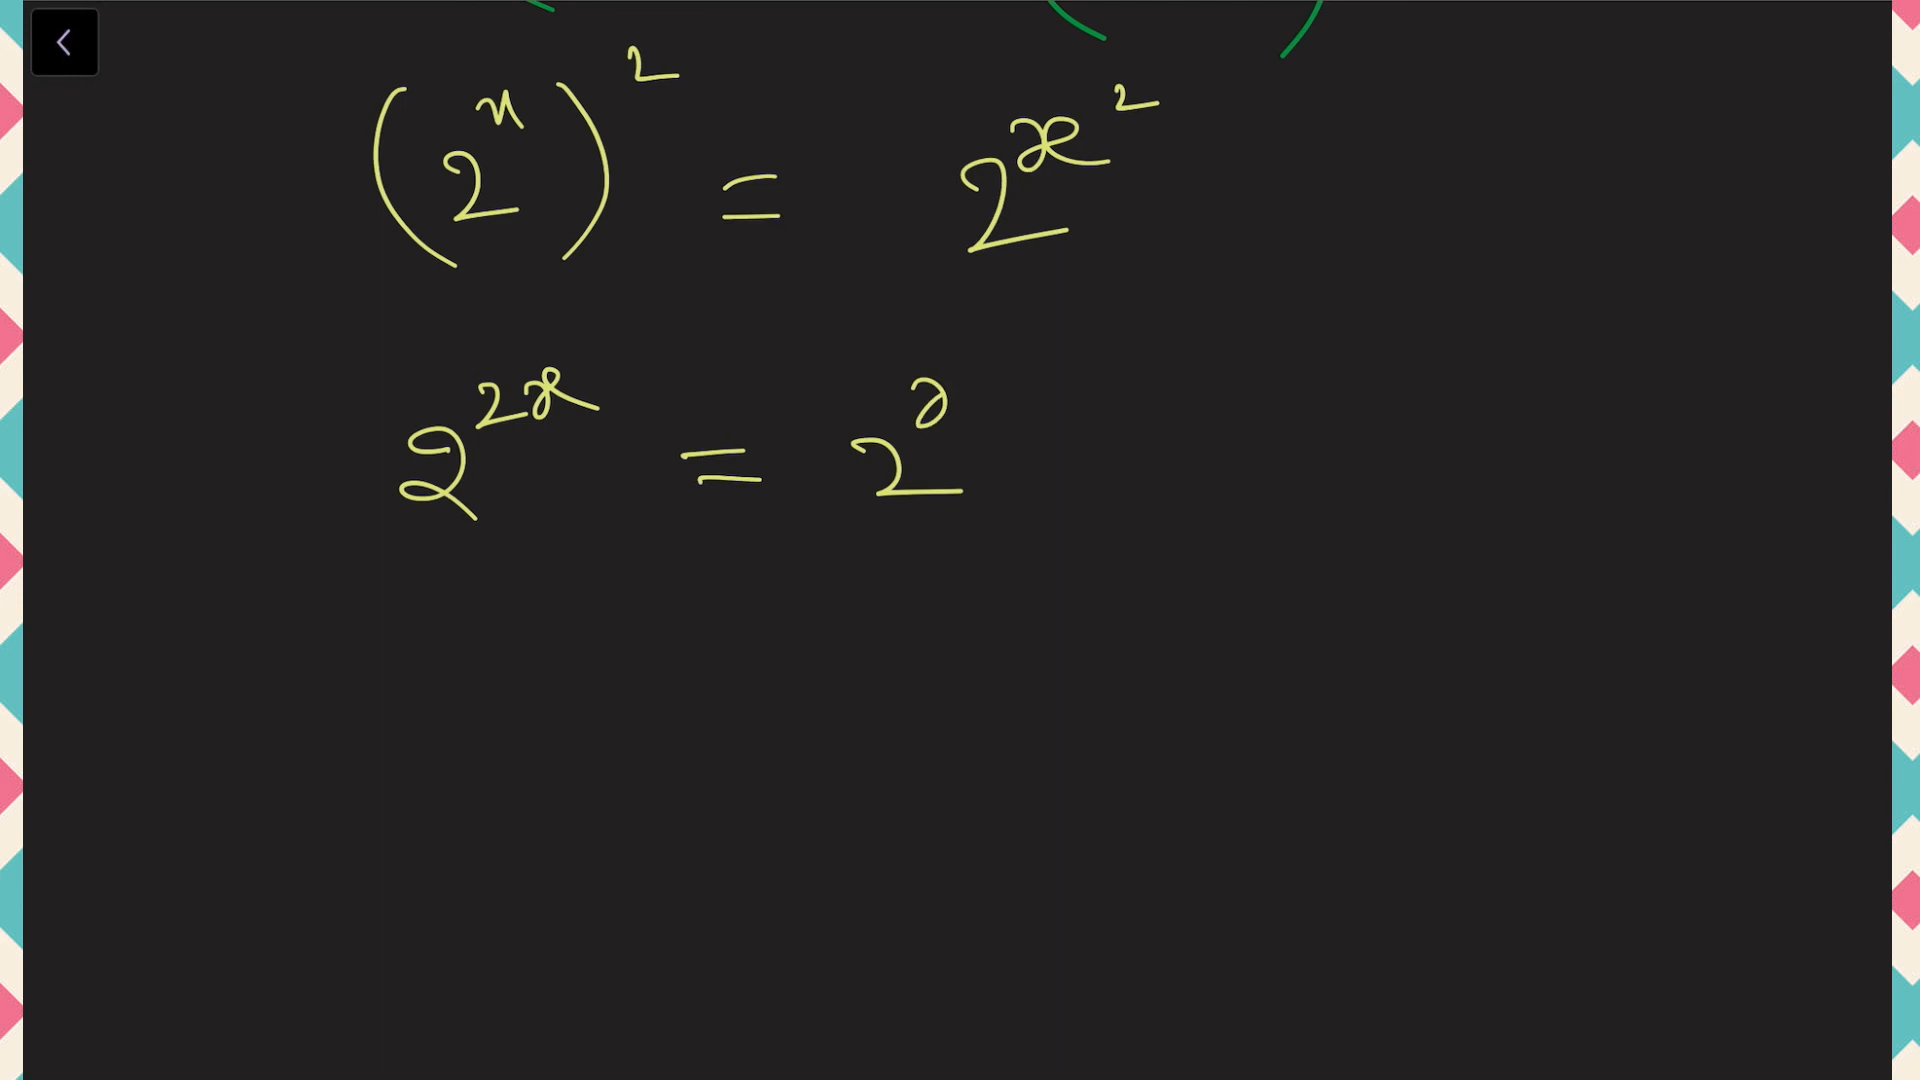 (2^x)^2 = 2^x^2
2^2x = 2